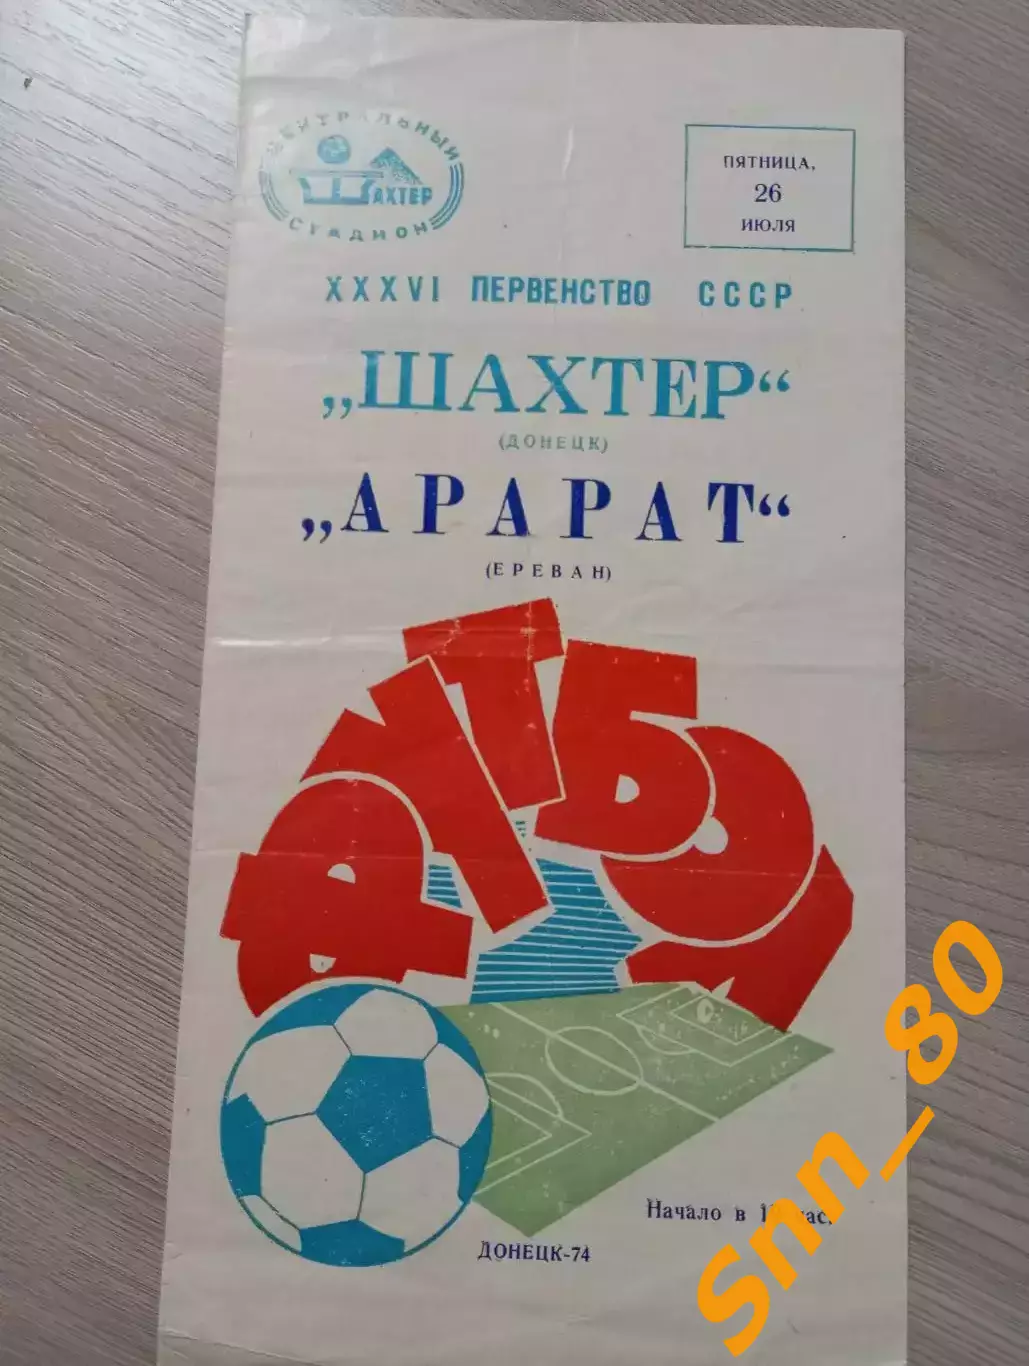 ЦЕНТРАЛЬНЫЙ
ШАХТЕР
СТАДИОН
ПЯТНИЦА,
26
ИЮЛЯ
XXXVI ПЕРВЕНСТВО СССР
„ШАХТЕР“
(ДОНЕЦК)
„АРАРАТ“
(ЕРЕВАН)
ФУТБОЛ
Начало в
ДОНЕЦК-74
Snn_80